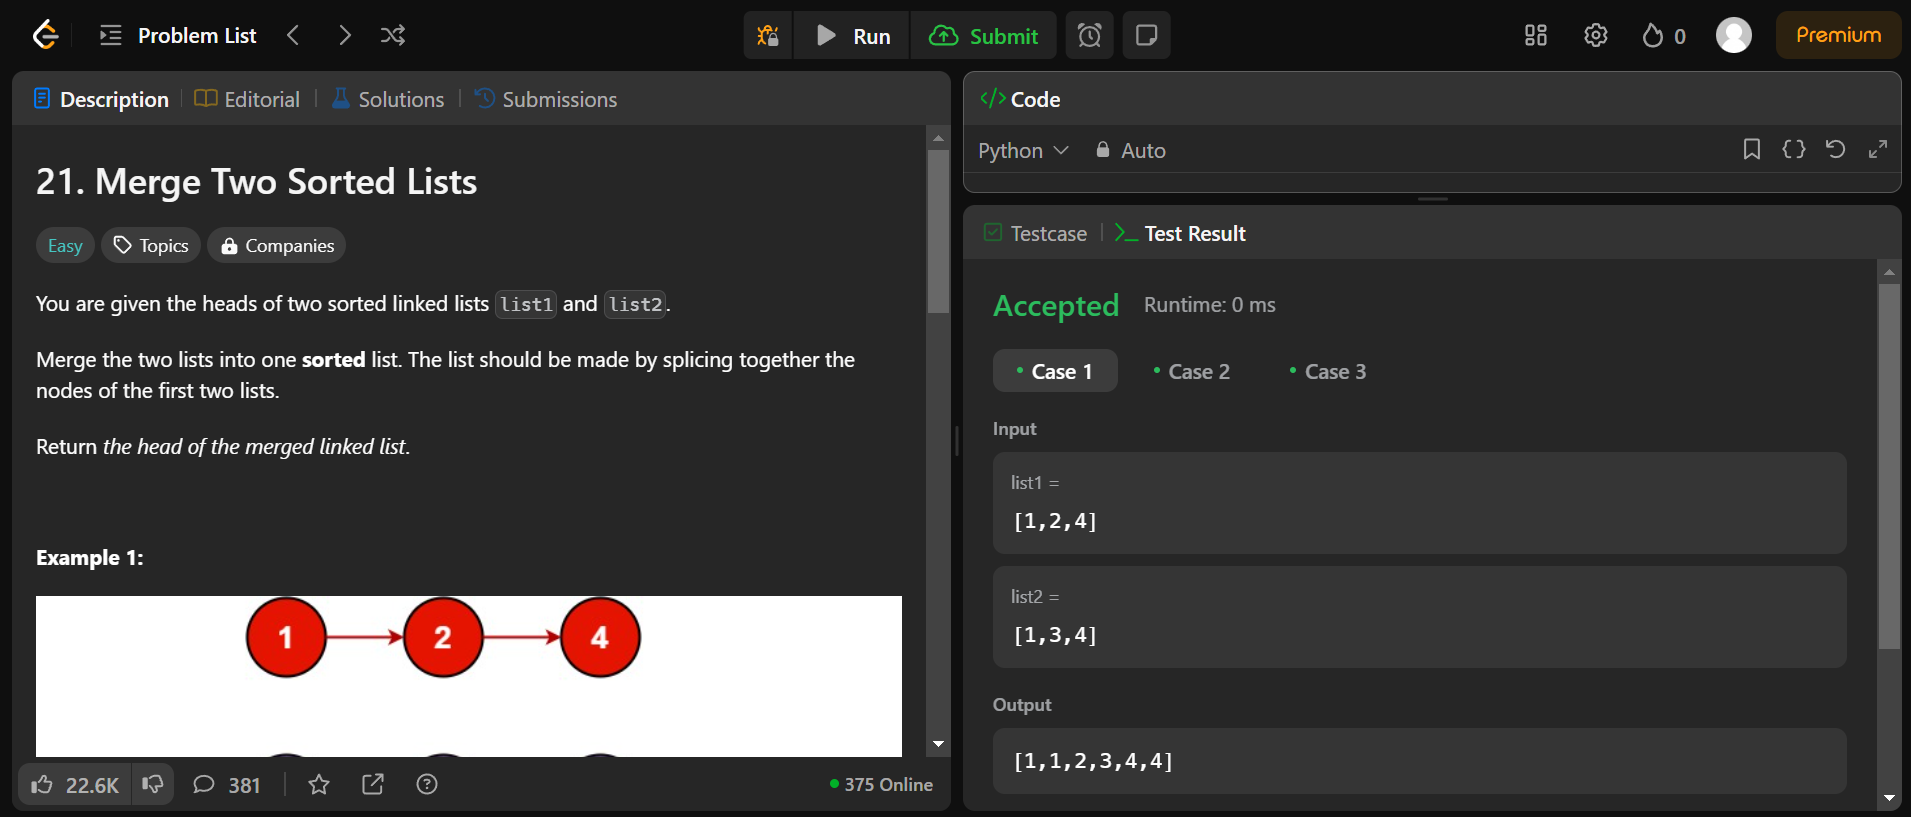 Problem List
Run
Submit
0
Premium
Description
Editorial
Solutions
Submissions
21. Merge Two Sorted Lists
Easy
Topics
Companies
You are given the heads of two sorted linked lists list1 and list2.
Merge the two lists into one sorted list. The list should be made by splicing together the
nodes of the first two lists.
Return the head of the merged linked list.
Example 1:
1
2
4
22.6K
381
375 Online
</> Code
Python
Auto
{}
Testcase
>_ Test Result
Accepted
Runtime: 0 ms
Case 1
Case 2
Case 3
Input
list1 =
[1,2,4]
list2 =
[1,3,4]
Output
[1,1,2,3,4,4]